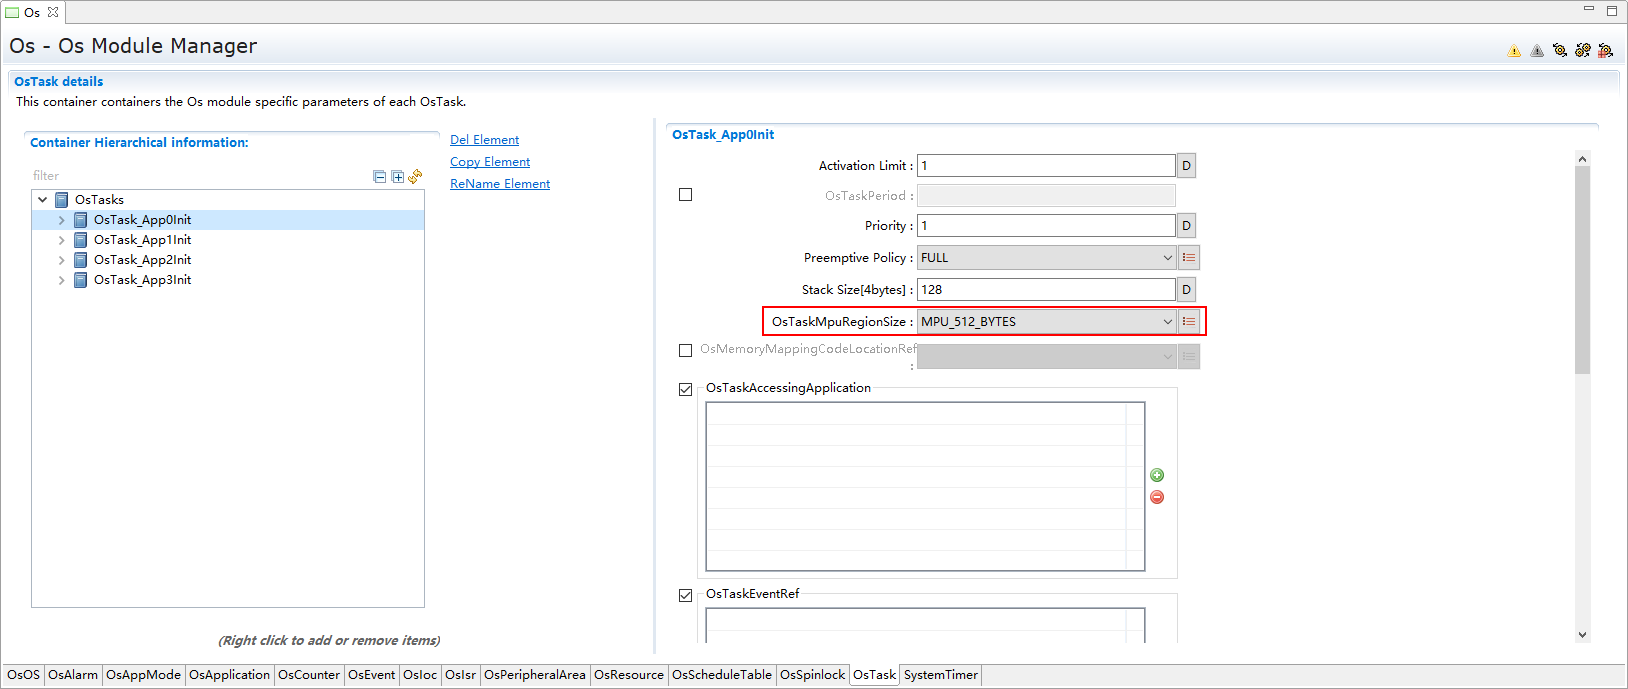 Os
Os - Os Module Manager
OsTask details
This container containers the Os module specific parameters of each OsTask.
Container Hierarchical information:
filter
OsTasks
OsTask_App0Init
OsTask_App1Init
OsTask_App2Init
OsTask_App3Init
(Right click to add or remove items)
Del Element
Copy Element
ReName Element
OsTask_App0Init
Activation Limit : 1 D
OsTaskPeriod :
Priority : 1 D
Preemptive Policy : FULL
Stack Size[4bytes] : 128 D
OsTaskMpuRegionSize : MPU_512_BYTES
OsMemoryMappingCodeLocationRef
:
OsTaskAccessingApplication
OsTaskEventRef
OsOS OsAlarm OsAppMode OsApplication OsCounter OsEvent OsIoc OsIsr OsPeripheralArea OsResource OsScheduleTable OsSpinlock OsTask SystemTimer